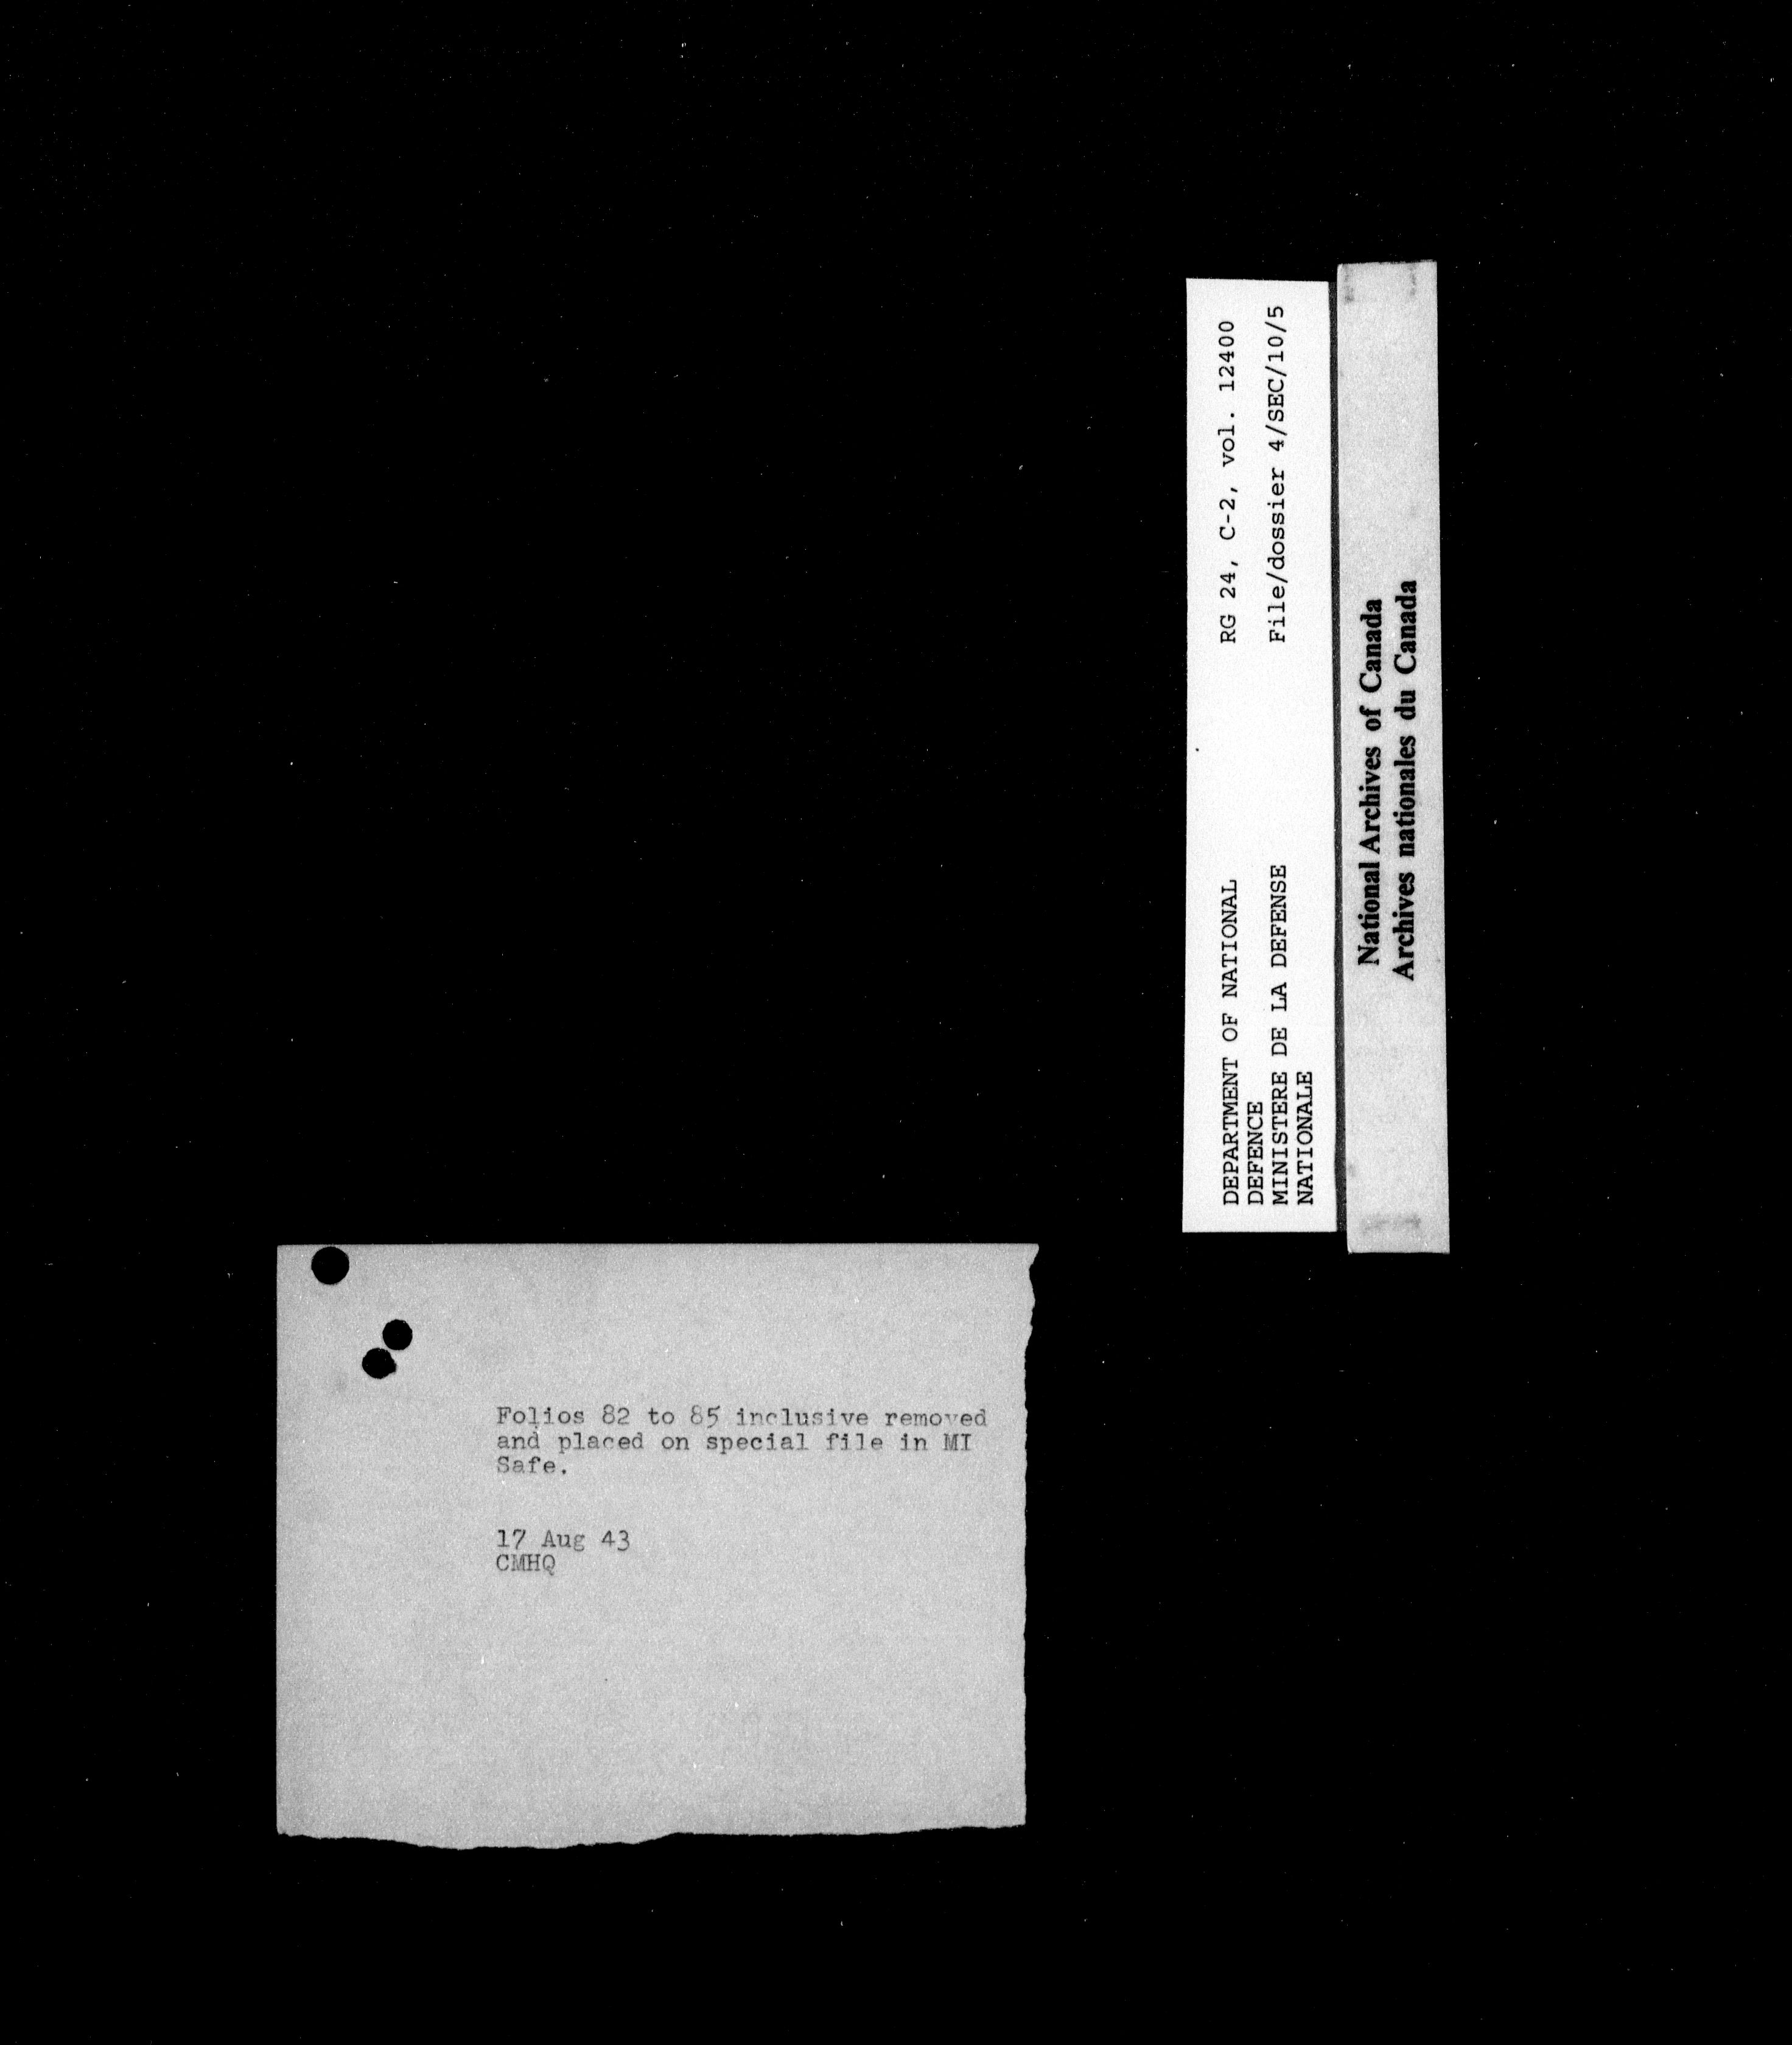 DEPARTMENT OF NATIONAL
DEFENCE
MINISTERE DE LA DEFENSE
NATIONALE
RG 24, C-2, vol. 12400
File/dossier 4/SEC/10/5
National Archives of Canada
Archives nationales du Canada
Folios 82 to 85 inclusive removed
and placed on special file in MI
Safe.
17 Aug 43
CMHQ